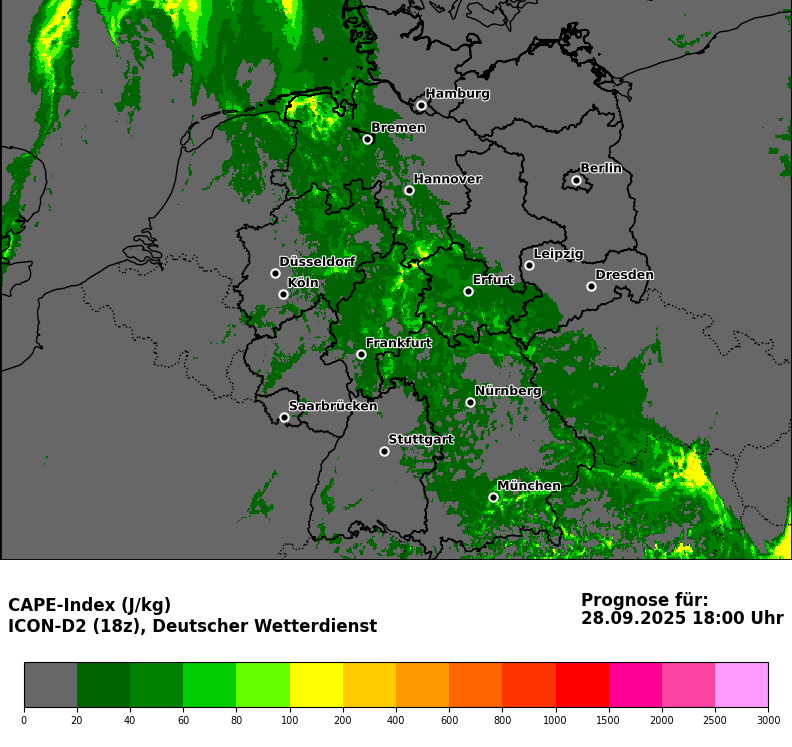 Hamburg
Bremen
Berlin
Hannover
Leipzig
Düsseldorf
Dresden
Köln
Erfurt
Frankfurt
Nürnberg
Saarbrücken
Stuttgart
München
CAPE-Index (J/kg)
ICON-D2 (18z), Deutscher Wetterdienst
Prognose für:
28.09.2025 18:00 Uhr
0 20 40 60 80 100 200 400 600 800 1000 1500 2000 2500 3000